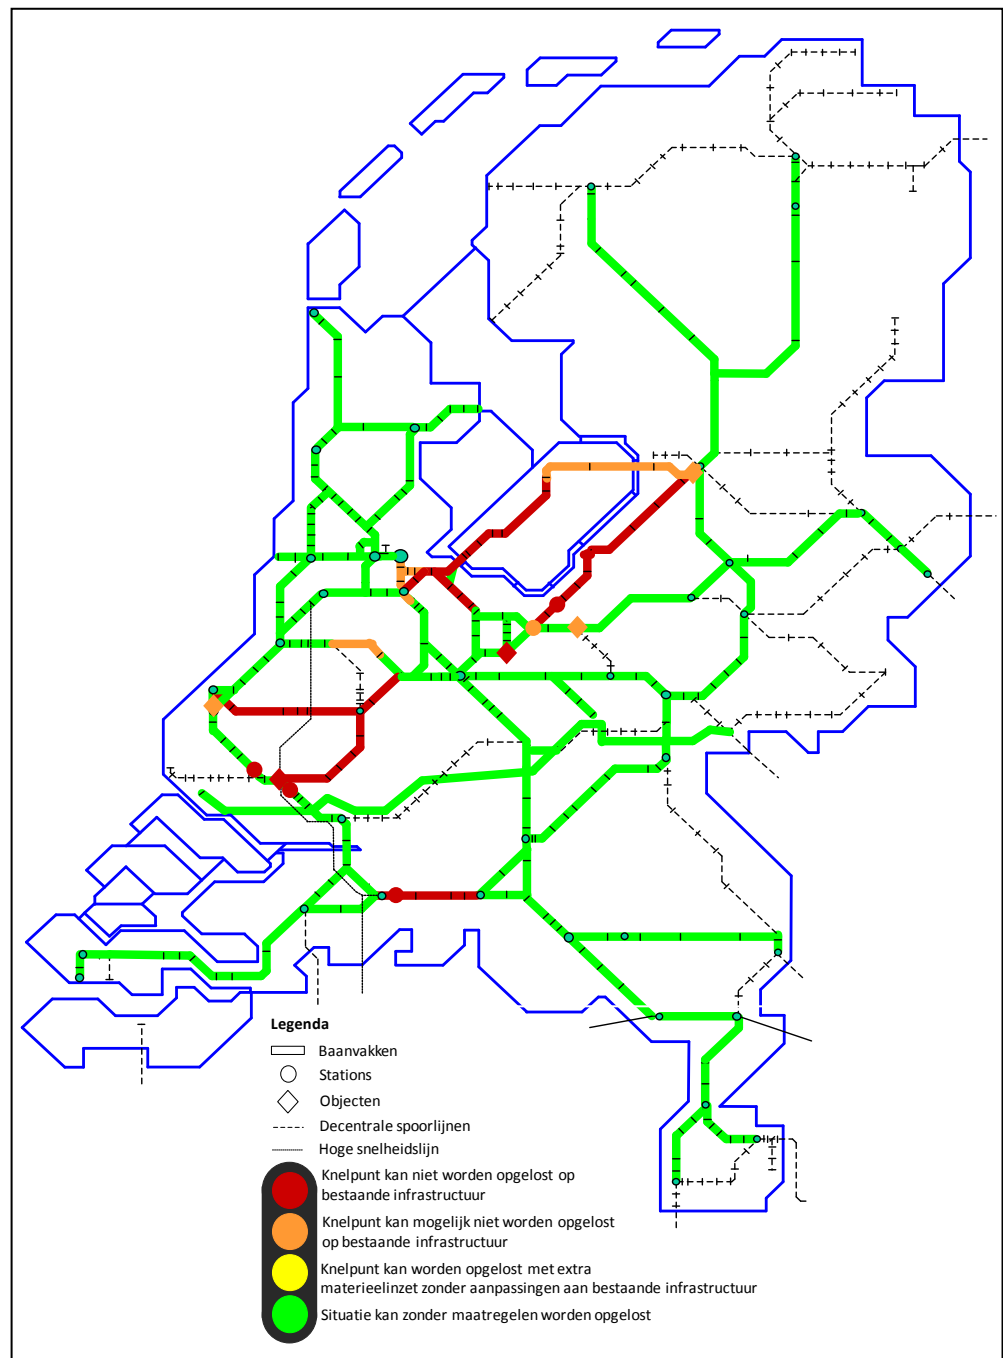 Legenda
Baanvakken
Stations
Objecten
Decentrale spoorlijnen
Hoge snelheidslijn
Knelpunt kan niet worden opgelost op
bestaande infrastructuur
Knelpunt kan mogelijk niet worden opgelost
op bestaande infrastructuur
Knelpunt kan worden opgelost met extra
materieelinzet zonder aanpassingen aan bestaande infrastructuur
Situatie kan zonder maatregelen worden opgelost